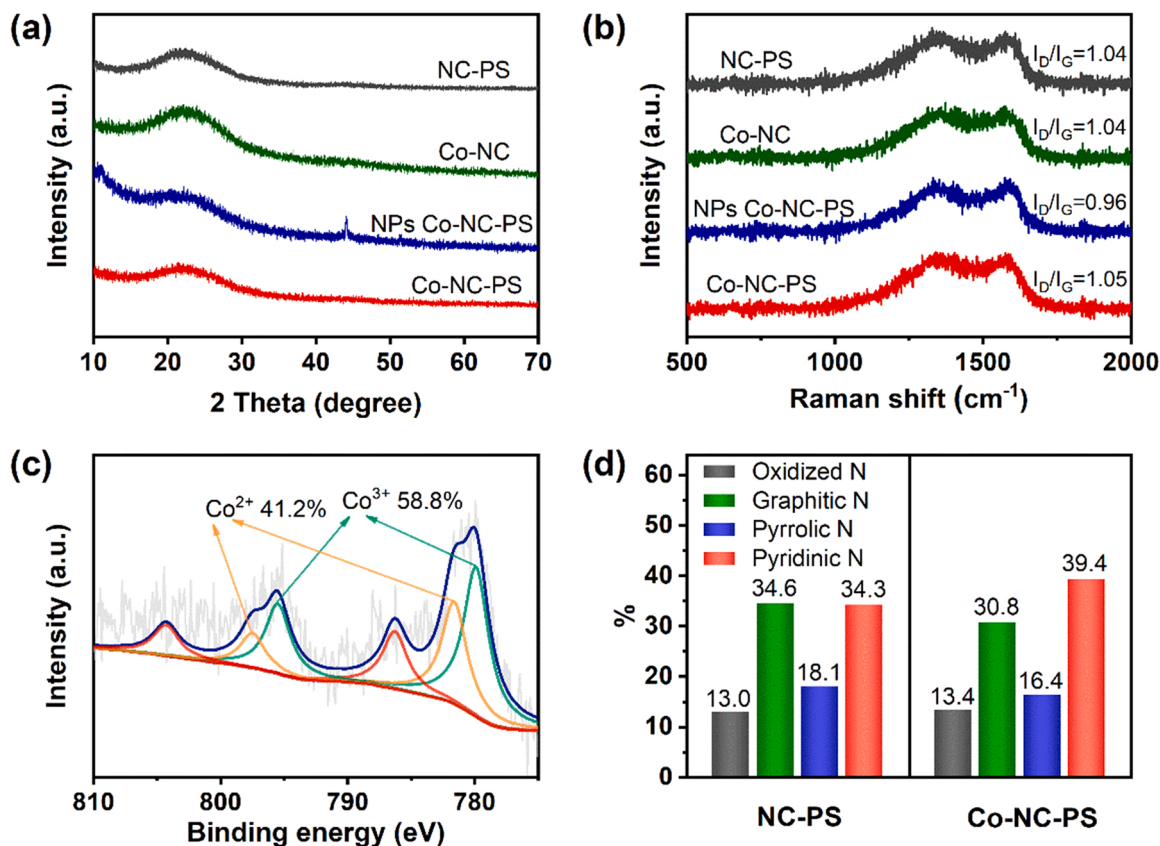 (a)
Intensity (a.u.)
NC-PS
Co-NC
NPs Co-NC-PS
Co-NC-PS
10 20 30 40 50 60 70
2 Theta (degree)
(b)
Intensity (a.u.)
NC-PS
I_D/I_G=1.04
Co-NC
I_D/I_G=1.04
NPs Co-NC-PS
I_D/I_G=0.96
Co-NC-PS
I_D/I_G=1.05
500 1000 1500 2000
Raman shift (cm⁻¹)
(c)
Intensity (a.u.)
Co²⁺ 41.2%
Co³⁺ 58.8%
810 800 790 780
Binding energy (eV)
(d)
%
60
50
40
30
20
10
0
Oxidized N
Graphitic N
Pyrrolic N
Pyridinic N
13.0
34.6
18.1
34.3
13.4
30.8
16.4
39.4
NC-PS
Co-NC-PS